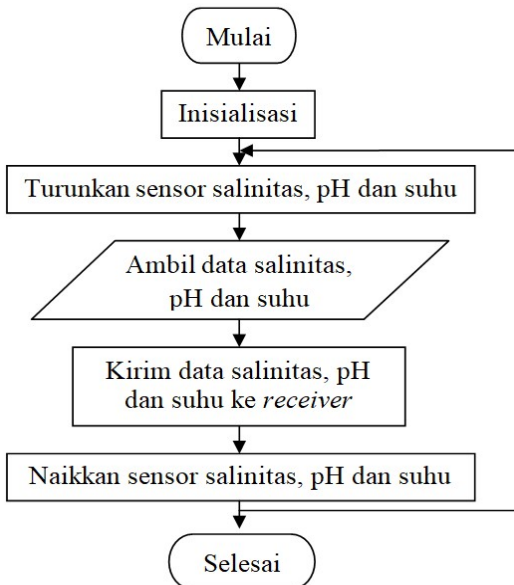 Mulai
Inisialisasi
Turunkan sensor salinitas, pH dan suhu
Ambil data salinitas,
pH dan suhu
Kirim data salinitas, pH
dan suhu ke receiver
Naikkan sensor salinitas, pH dan suhu
Selesai